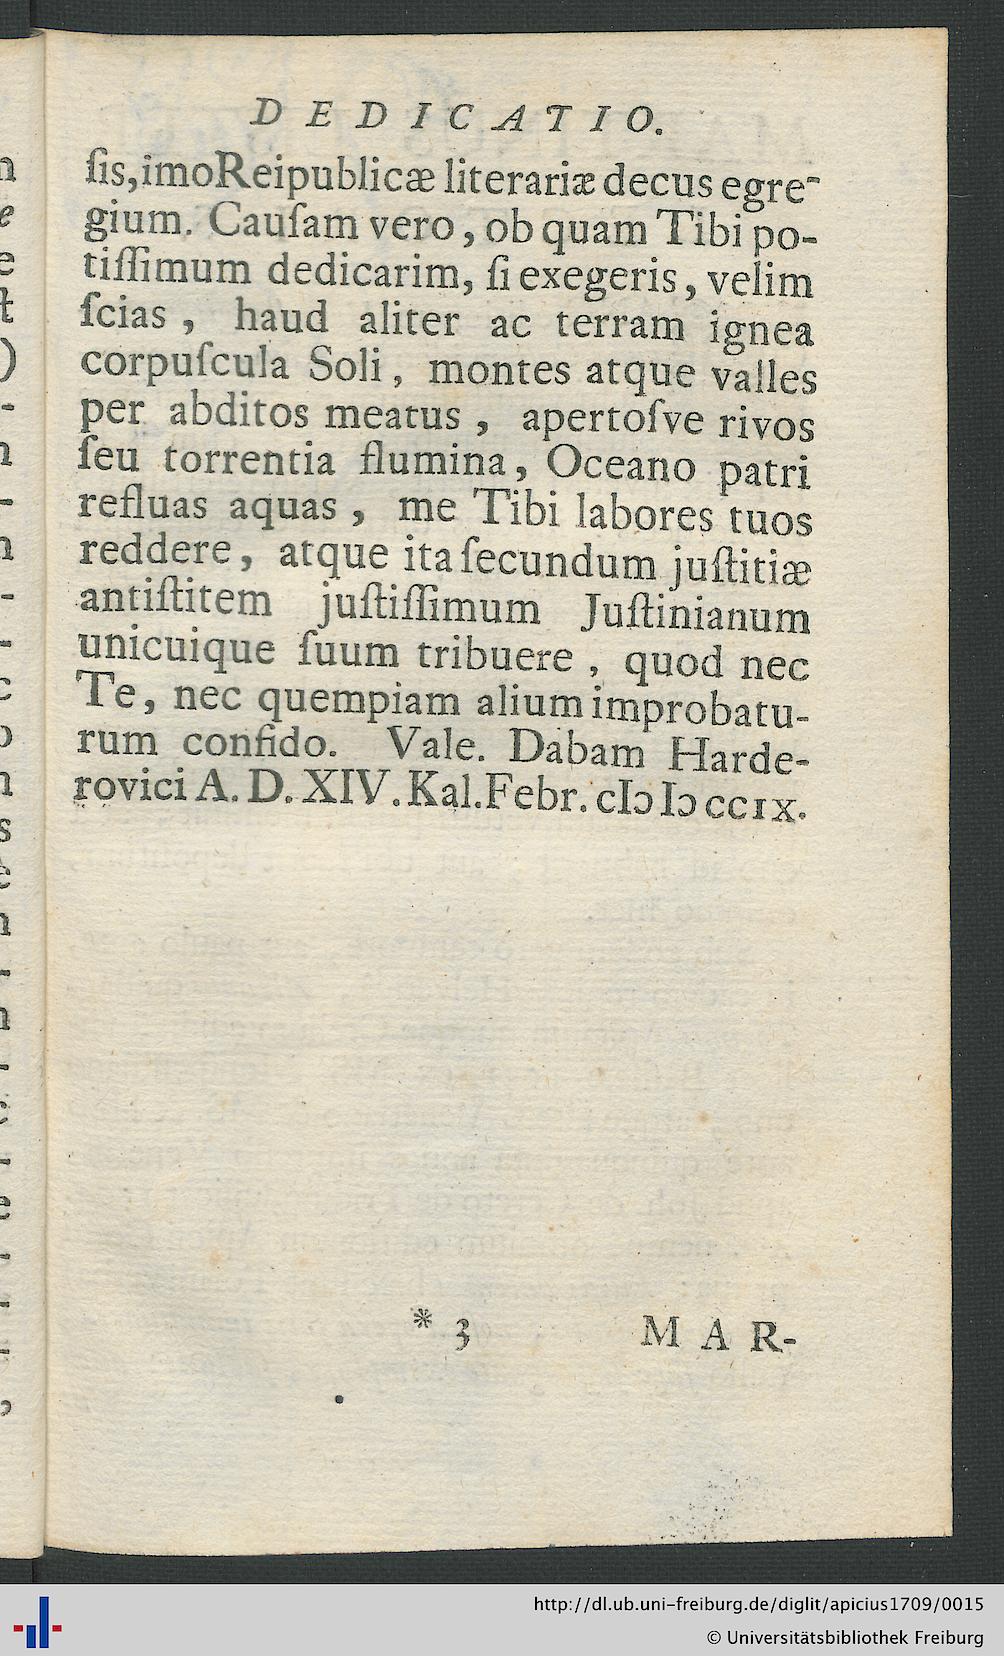 DEDICATIO.
ſis, imo Reipublicæ literariæ decus egre-
gium. Cauſam vero, ob quam Tibi po-
tiſſimum dedicarim, ſi exegeris, velim
ſcias, haud aliter ac terram ignea
corpuſcula Soli, montes atque valles
per abditos meatus, apertoſve rivos
ſeu torrentia flumina, Oceano patri
refluas aquas, me Tibi labores tuos
reddere, atque ita ſecundum juſtitiæ
antiſtitem juſtiſſimum Juſtinianum
unicuique ſuum tribuere, quod nec
Te, nec quempiam alium improbatu-
rum confido. Vale. Dabam Harde-
rovici A. D. XIV. Kal. Febr. cIↄ Iↄ ccIx.
* 3 MAR-
http://dl.ub.uni-freiburg.de/diglit/apicius1709/0015
© Universitätsbibliothek Freiburg